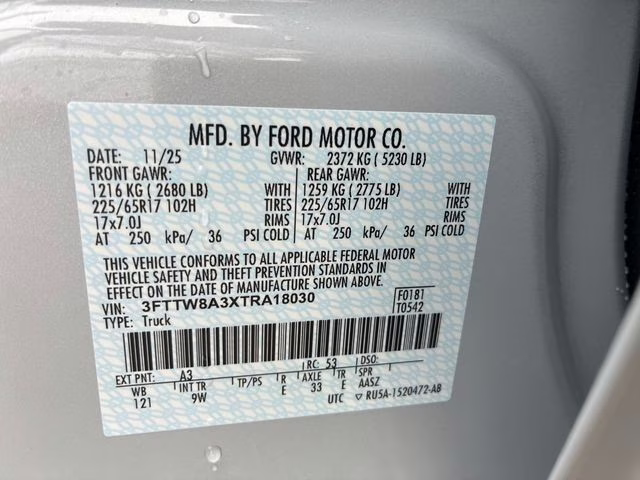 MFD. BY FORD MOTOR CO.
DATE: 11/25 GVWR: 2372 KG ( 5230 LB)
FRONT GAWR: REAR GAWR:
1216 KG ( 2680 LB) WITH 1259 KG ( 2775 LB) WITH
225/65R17 102H TIRES 225/65R17 102H TIRES
17x7.0J RIMS 17x7.0J RIMS
AT 250 kPa/ 36 PSI COLD AT 250 kPa/ 36 PSI COLD
THIS VEHICLE CONFORMS TO ALL APPLICABLE FEDERAL MOTOR
VEHICLE SAFETY AND THEFT PREVENTION STANDARDS IN
EFFECT ON THE DATE OF MANUFACTURE SHOWN ABOVE.
VIN: 3FTTW8A3XTRA18030 F0181
TYPE: Truck T0542
EXT PNT: A3 RC: 53 DSO:
WB INT TR TP/PS R AXLE TR SPR
121 9W E 33 E AASZ
UTC ▽ RU5A-1520472-AB